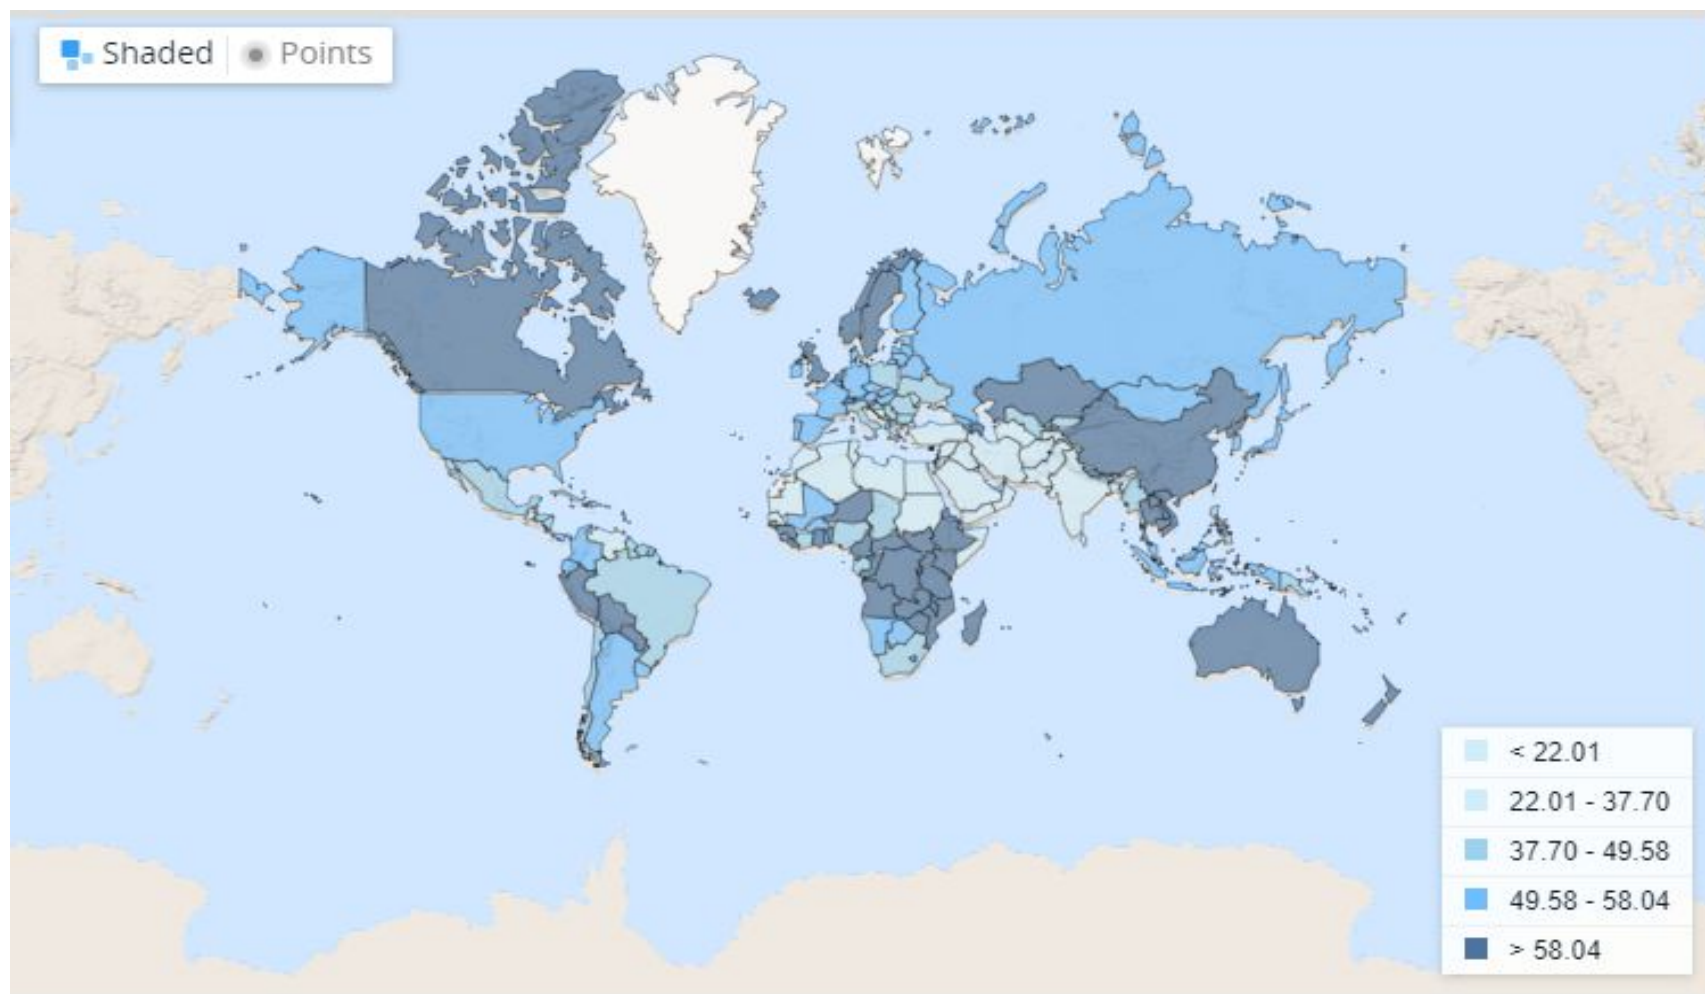 Shaded
Points
< 22.01
22.01 - 37.70
37.70 - 49.58
49.58 - 58.04
> 58.04